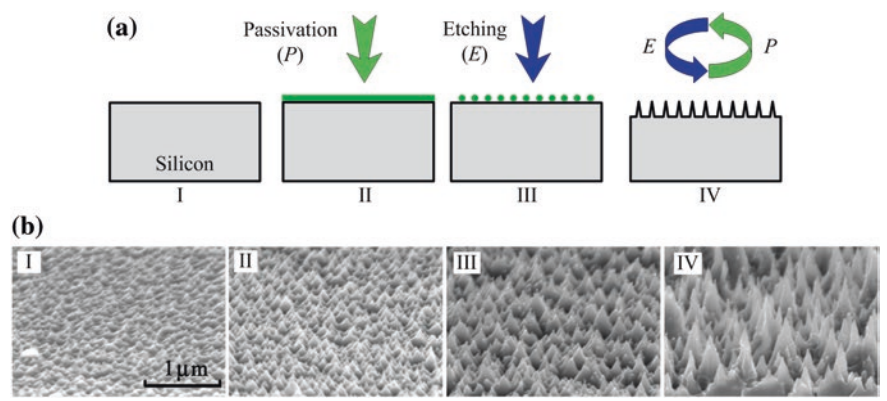 (a)
Passivation
(P)
Etching
(E)
E
P
Silicon
I
II
III
IV
(b)
I
II
III
IV
1μm